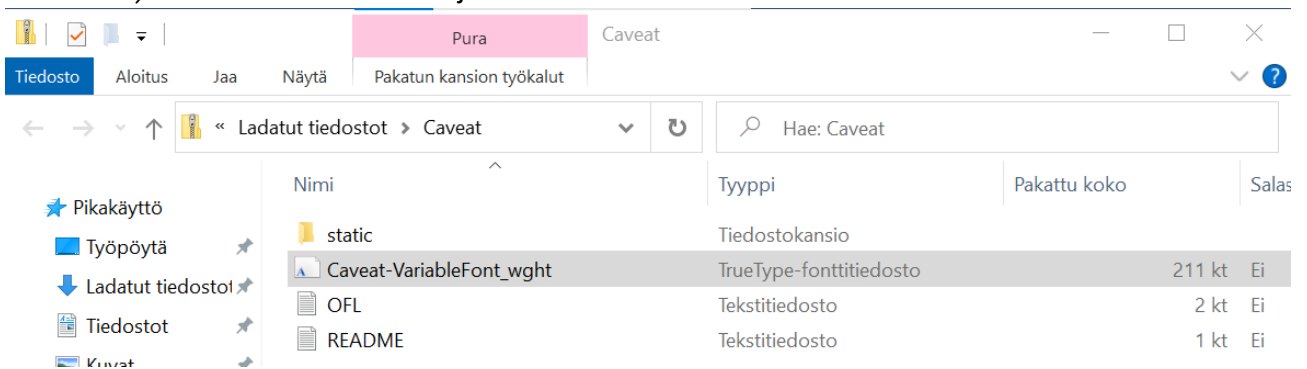 Pura
Caveat
Tiedosto Aloitus Jaa Näytä Pakatun kansion työkalut
« Ladatut tiedostot > Caveat
Hae: Caveat
Nimi Tyyppi Pakattu koko Salas
Pikakäyttö
Työpöytä
Ladatut tiedostot
Tiedostot
Kuvat
static Tiedostokansio
Caveat-VariableFont_wght TrueType-fonttitiedosto 211 kt Ei
OFL Tekstitiedosto 2 kt Ei
README Tekstitiedosto 1 kt Ei